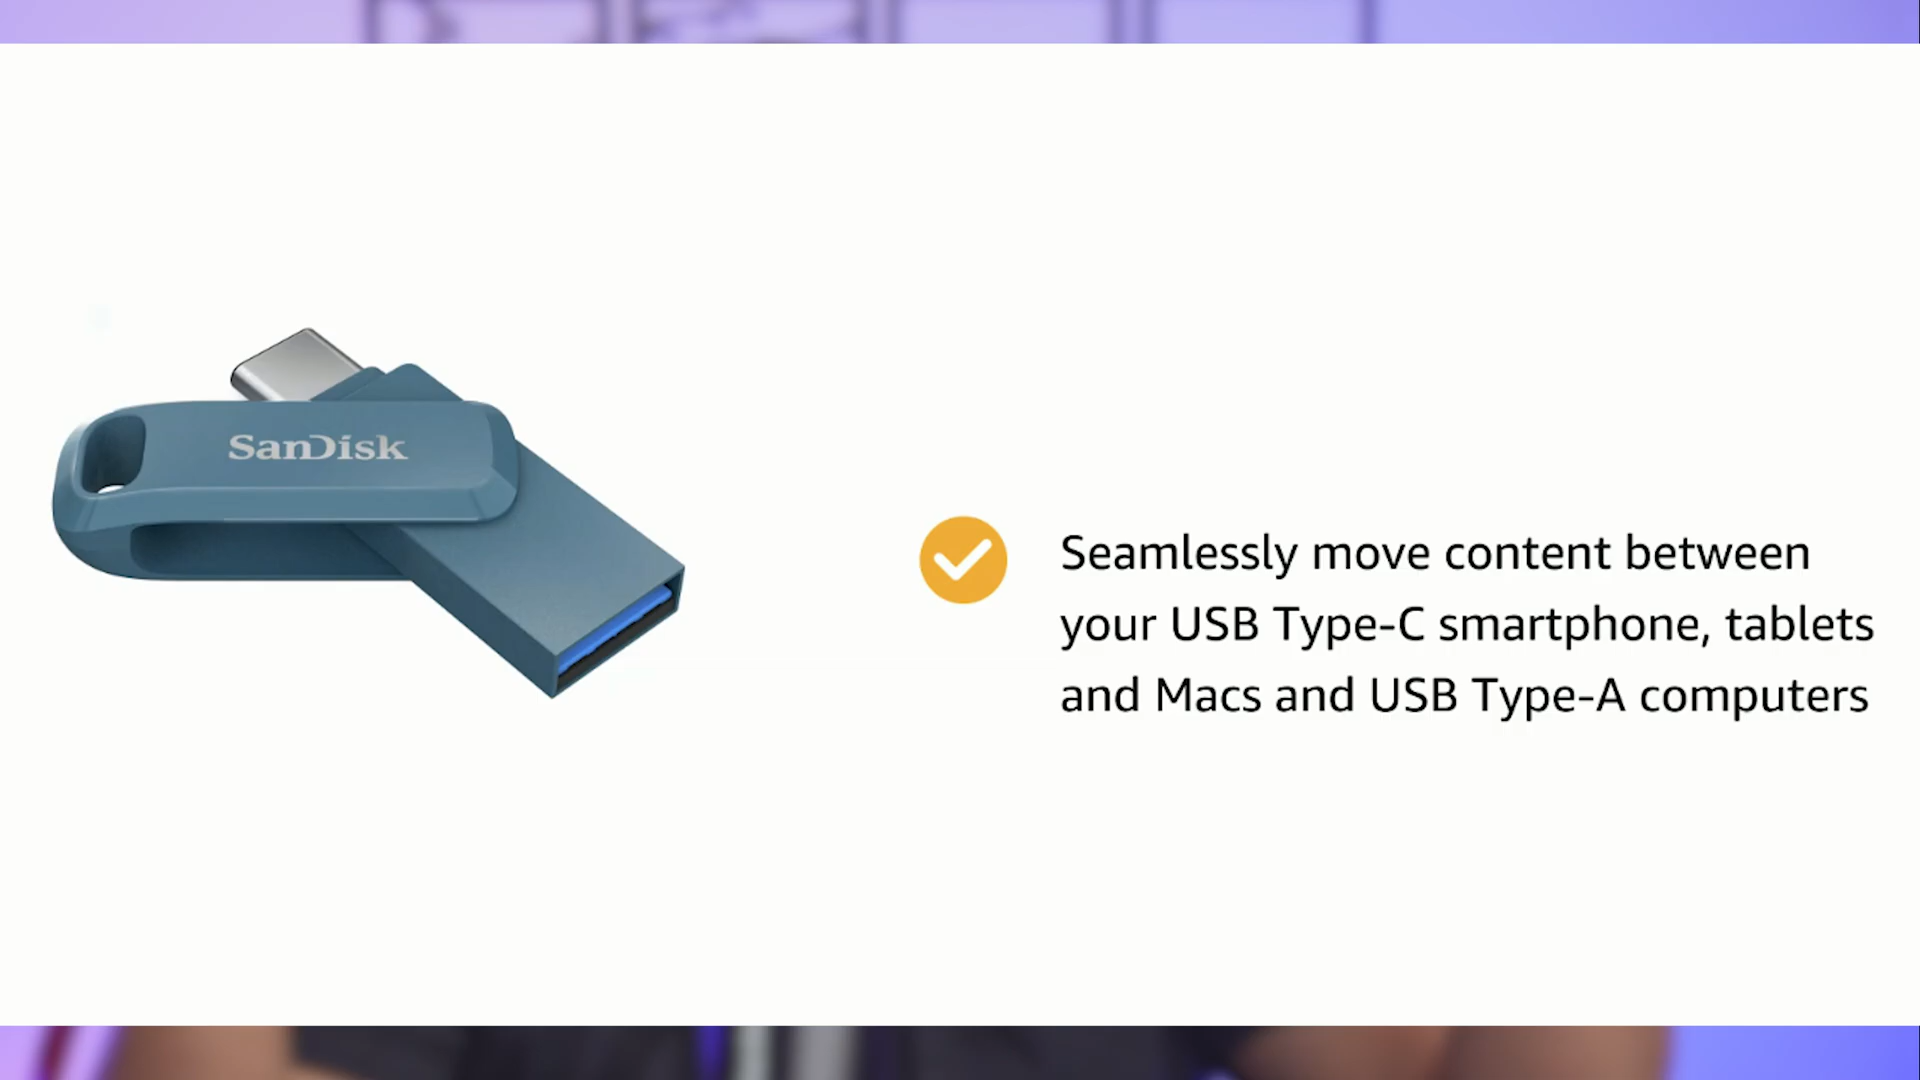 SanDisk
Seamlessly move content between
your USB Type-C smartphone, tablets
and Macs and USB Type-A computers